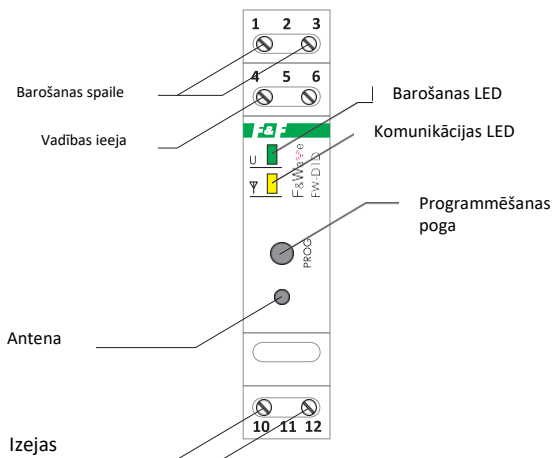 1 2 3
Barošanas spaile
4 5 6
Vadības ieeja
Barošanas LED
Komunikācijas LED
F&F
U
F&Wave
FW-D1D
Programmēšanas
poga
PROG
Antena
10 11 12
Izejas